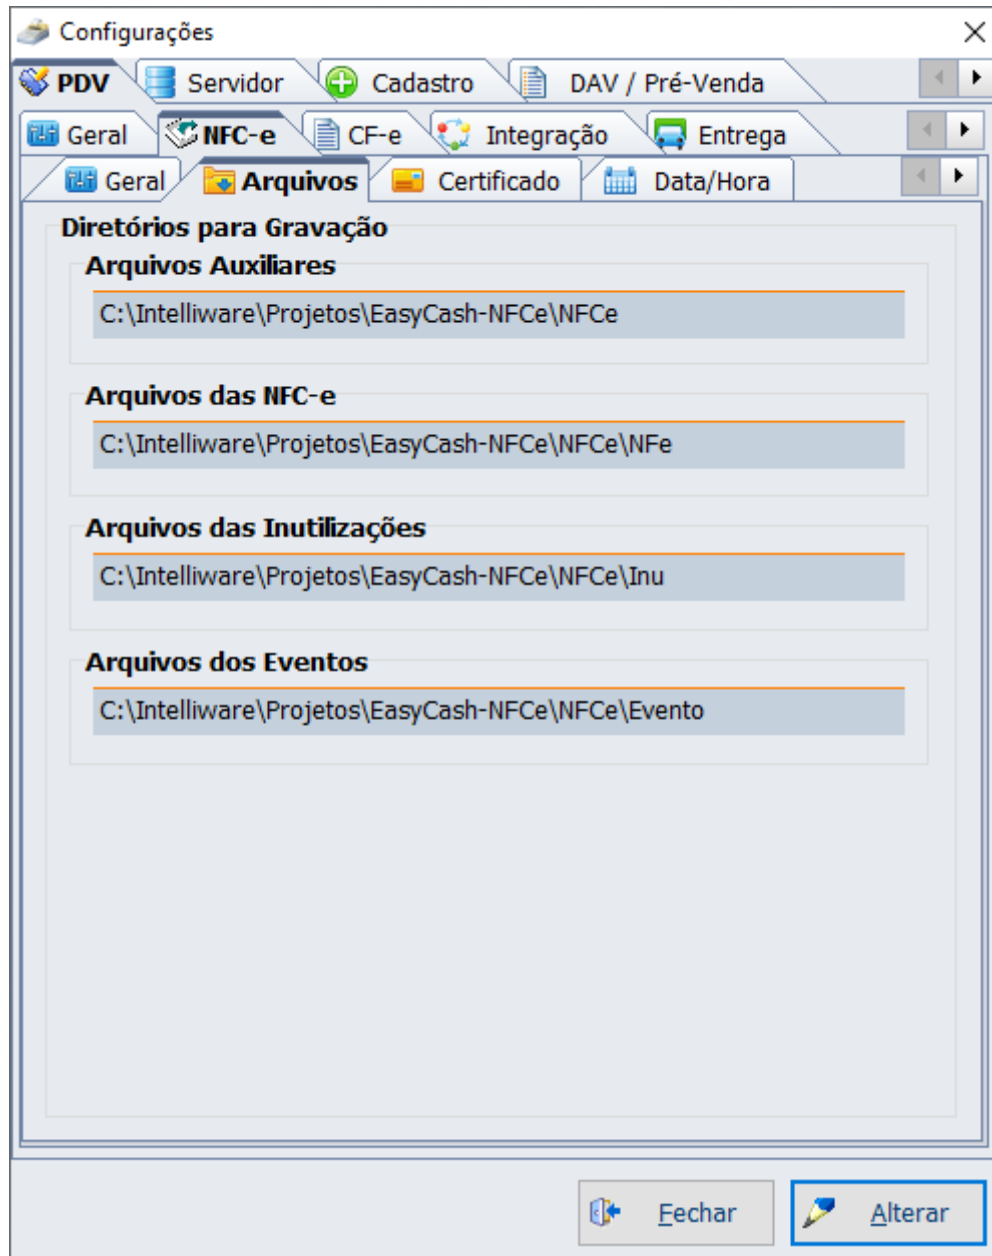 Configurações
PDV Servidor Cadastro DAV / Pré-Venda
Geral NFC-e CF-e Integração Entrega
Geral Arquivos Certificado Data/Hora
Diretórios para Gravação
Arquivos Auxiliares
C:\Intelliware\Projetos\EasyCash-NFCe\NFCe
Arquivos das NFC-e
C:\Intelliware\Projetos\EasyCash-NFCe\NFCe\NFe
Arquivos das Inutilizações
C:\Intelliware\Projetos\EasyCash-NFCe\NFCe\Inu
Arquivos dos Eventos
C:\Intelliware\Projetos\EasyCash-NFCe\NFCe\Evento
Fechar Alterar